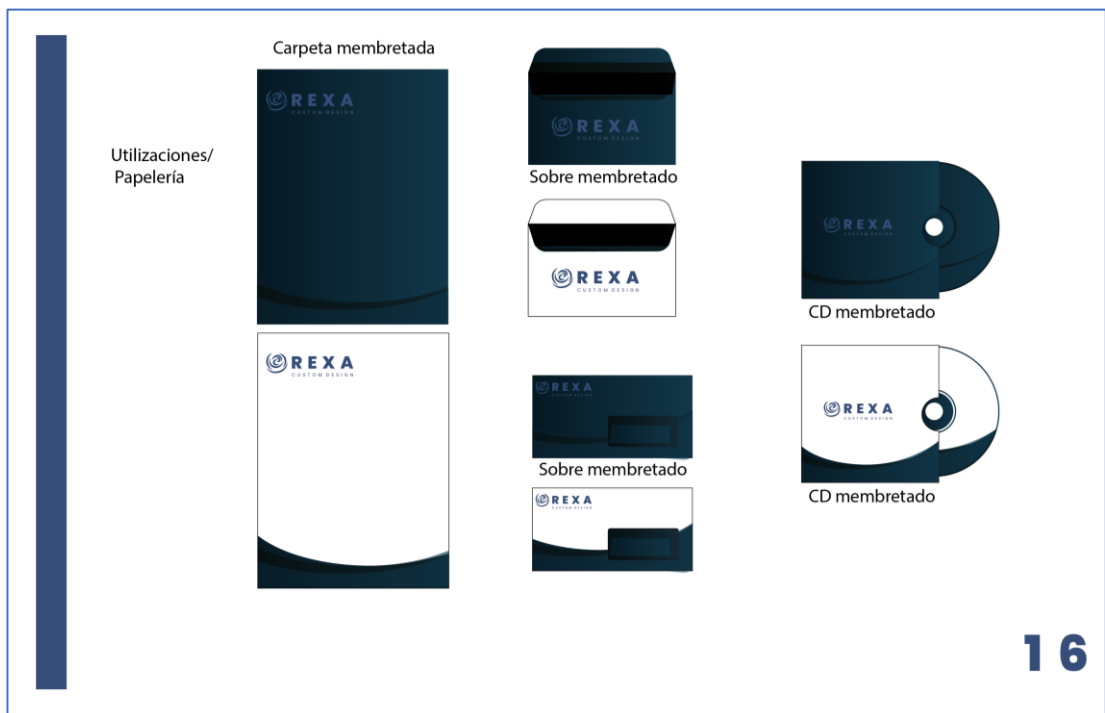 Carpeta membretada
REXA
CUSTOM DESIGN
REXA
CUSTOM DESIGN
Utilizaciones/
Papelería
Sobre membretado
REXA
CUSTOM DESIGN
REXA
CUSTOM DESIGN
CD membretado
REXA
CUSTOM DESIGN
REXA
CUSTOM DESIGN
Sobre membretado
REXA
CUSTOM DESIGN
REXA
CUSTOM DESIGN
CD membretado
16